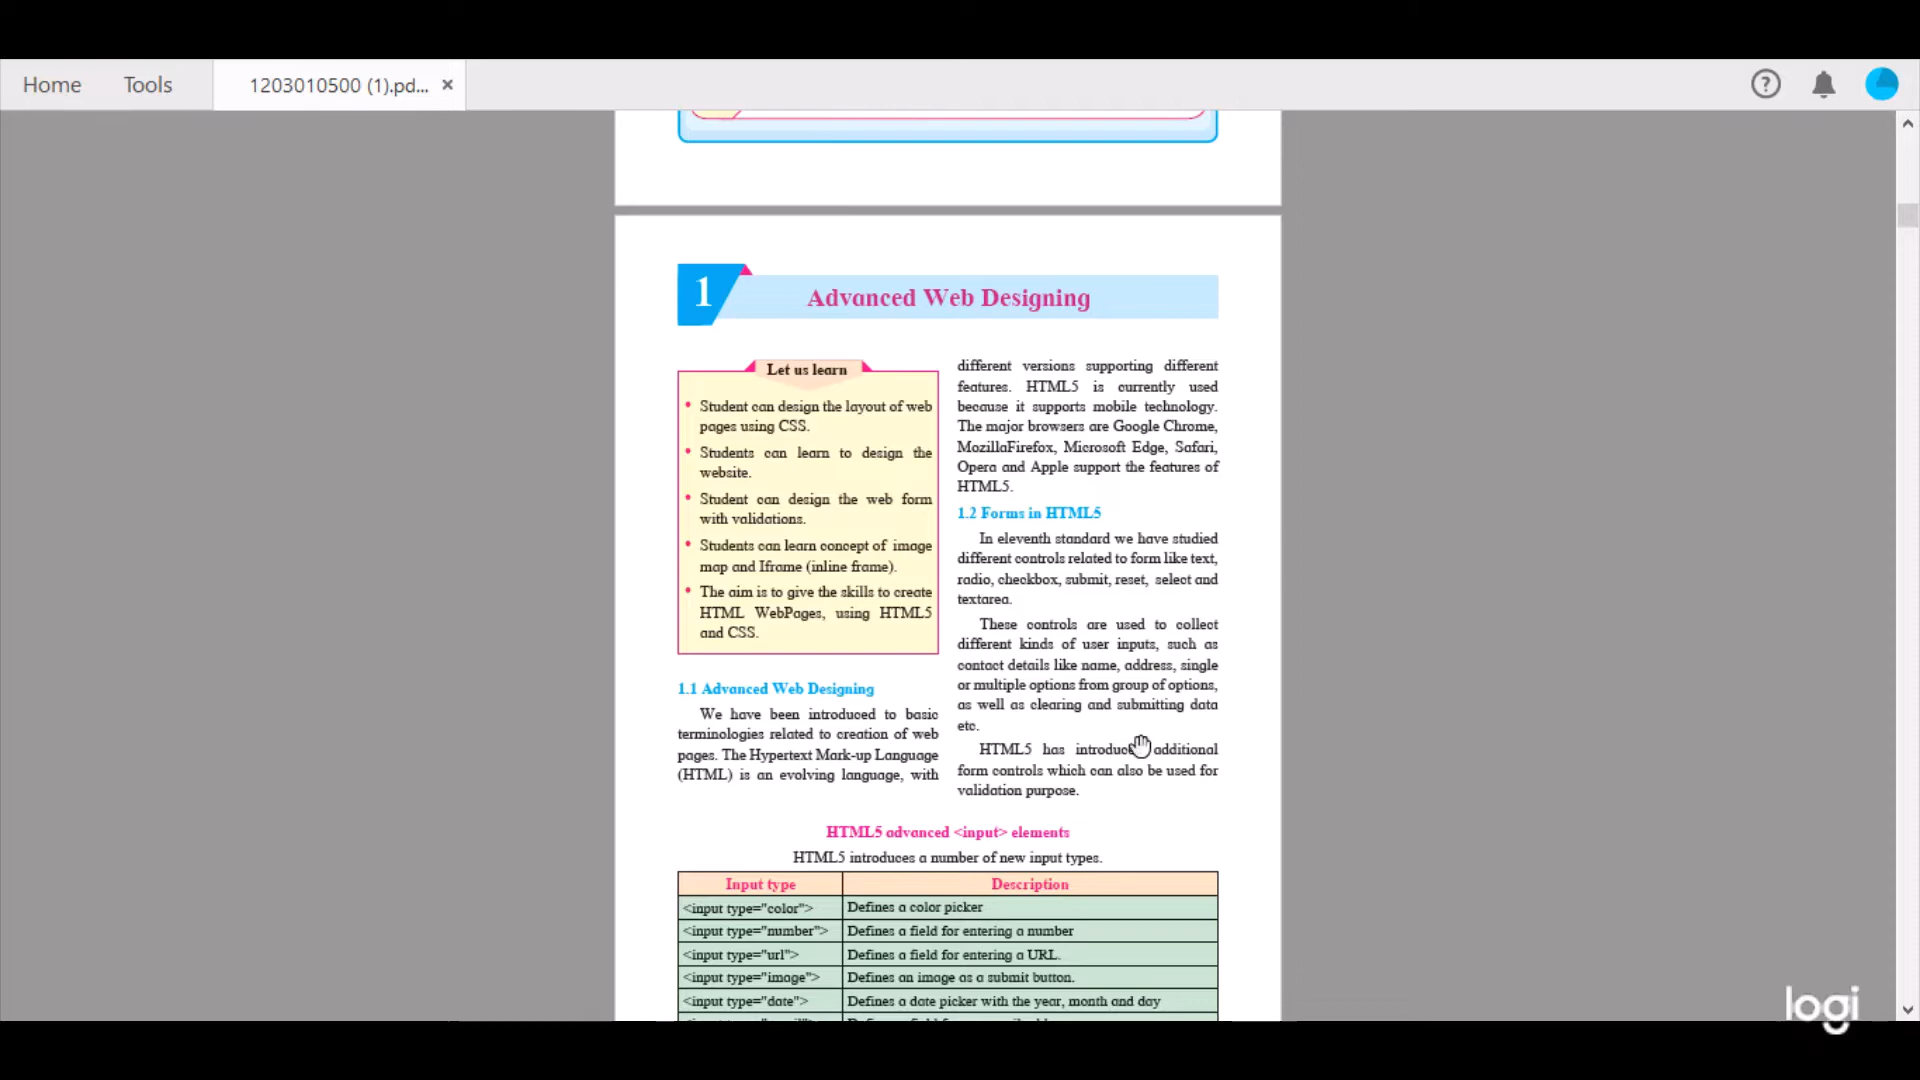 Home
Tools
1203010500 (1).pd...
1
Advanced Web Designing
Let us learn
• Student can design the layout of web
pages using CSS.
• Students can learn to design the
website.
• Student can design the web form
with validations.
• Students can learn concept of image
map and Iframe (inline frame).
• The aim is to give the skills to create
HTML WebPages, using HTML5
and CSS.
1.1 Advanced Web Designing
We have been introduced to basic
terminologies related to creation of web
pages. The Hypertext Mark-up Language
(HTML) is an evolving language, with
different versions supporting different
features. HTML5 is currently used
because it supports mobile technology.
The major browsers are Google Chrome,
MozillaFirefox, Microsoft Edge, Safari,
Opera and Apple support the features of
HTML5.
1.2 Forms in HTML5
In eleventh standard we have studied
different controls related to form like text,
radio, checkbox, submit, reset, select and
textarea.
These controls are used to collect
different kinds of user inputs, such as
contact details like name, address, single
or multiple options from group of options,
as well as clearing and submitting data
etc.
HTML5 has additional
form controls which can also be used for
validation purpose.
HTML5 advanced <input> elements
HTML5 introduces a number of new input types.
Input type Description
<input type="color"> Defines a color picker
<input type="number"> Defines a field for entering a number
<input type="url"> Defines a field for entering a URL.
<input type="image"> Defines an image as a submit button.
<input type="date"> Defines a date picker with the year, month and day
logi